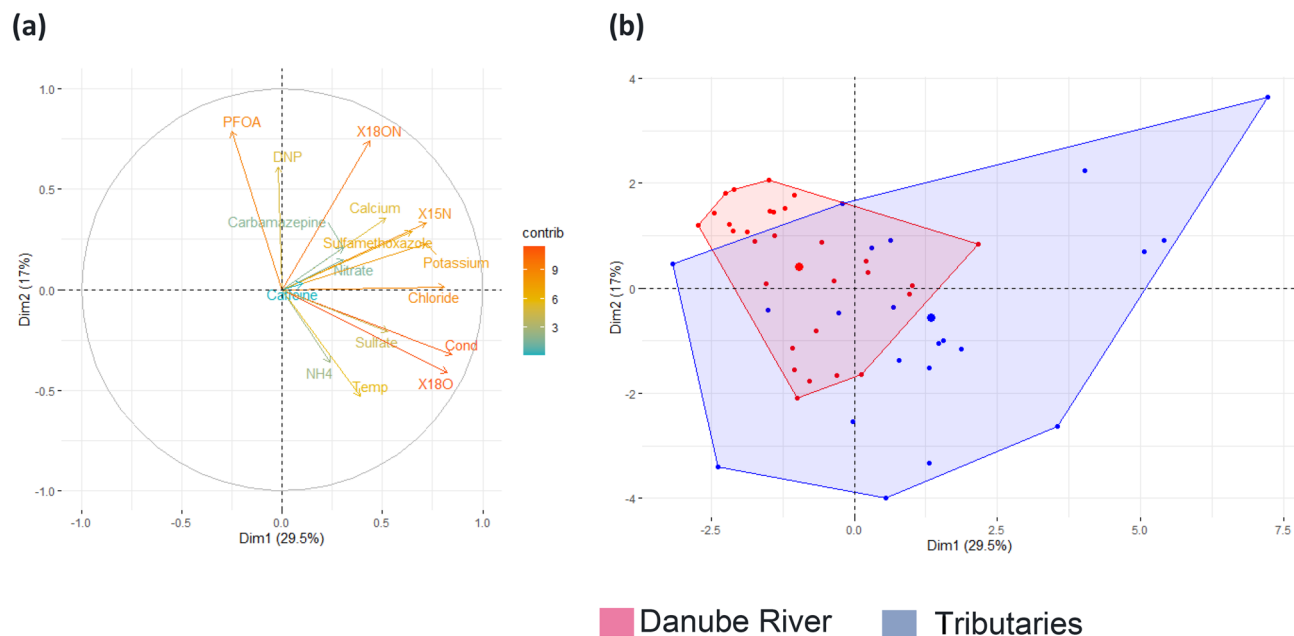 (a)
(b)
PFOA
X18ON
DNP
Calcium
X15N
Carbamazepine
Sulfamethoxazole
Potassium
Nitrate
Chloride
Sulfate
Cond
NH4
X18O
Temp
1.0
0.5
0.0
-0.5
-1.0
Dim2 (17%)
-1.0
-0.5
0.0
0.5
1.0
Dim1 (29.5%)
contrib
9
6
3
4
2
0
-2
-4
Dim2 (17%)
-2.5
0.0
2.5
5.0
7.5
Dim1 (29.5%)
Danube River
Tributaries